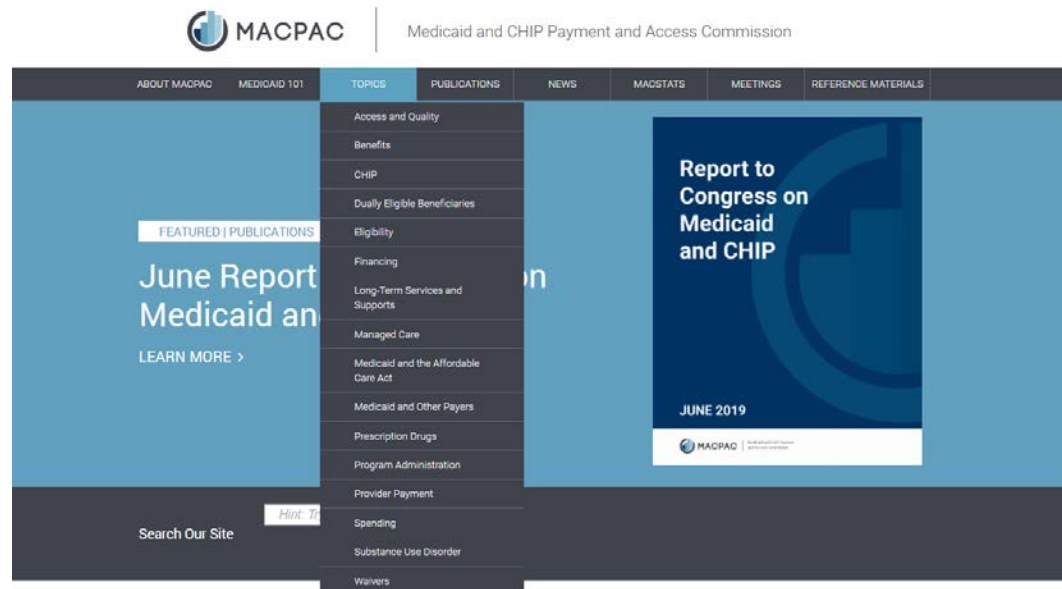 MACPAC
Medicaid and CHIP Payment and Access Commission
ABOUT MACPAC
MEDICAID 101
TOPICS
PUBLICATIONS
NEWS
MACSTATS
MEETINGS
REFERENCE MATERIALS
Access and Quality
Benefits
CHIP
Dually Eligible Beneficiaries
Eligibility
Financing
Long-Term Services and
Supports
Managed Care
Medicaid and the Affordable
Care Act
Medicaid and Other Payers
Prescription Drugs
Program Administration
Provider Payment
Spending
Substance Use Disorder
Waivers
FEATURED | PUBLICATIONS
June Report
Medicaid
LEARN MORE >
Report to
Congress on
Medicaid
and CHIP
JUNE 2019
MACPAC
Search Our Site
Hint: